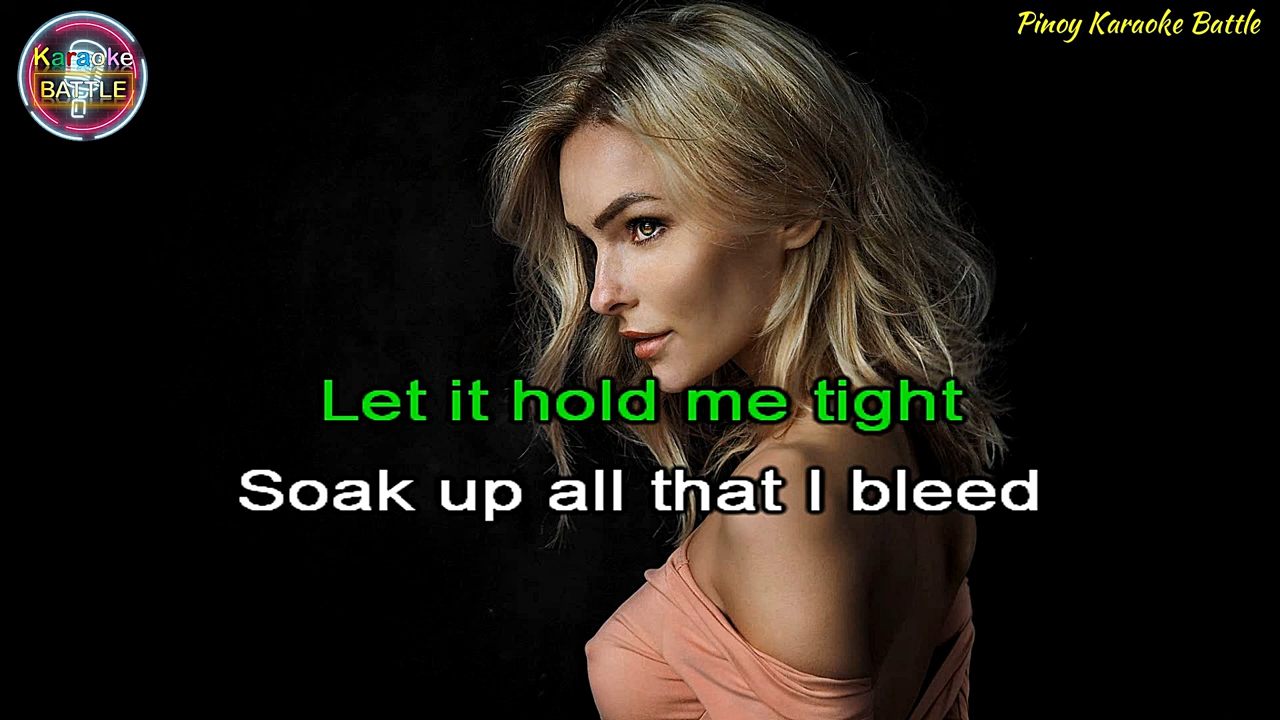 Karaoke
BATTLE
Pinoy Karaoke Battle
Let it hold me tight
Soak up all that I bleed